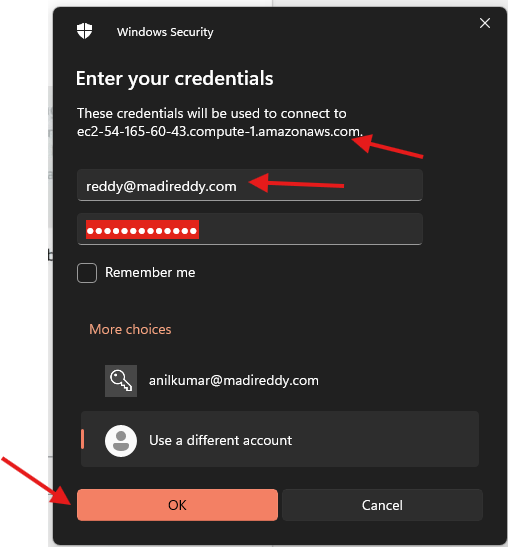 Windows Security
Enter your credentials
These credentials will be used to connect to
ec2-54-165-60-43.compute-1.amazonaws.com.
reddy@madireddy.com
●●●●●●●●●●●●●
Remember me
More choices
anilkumar@madireddy.com
Use a different account
OK
Cancel